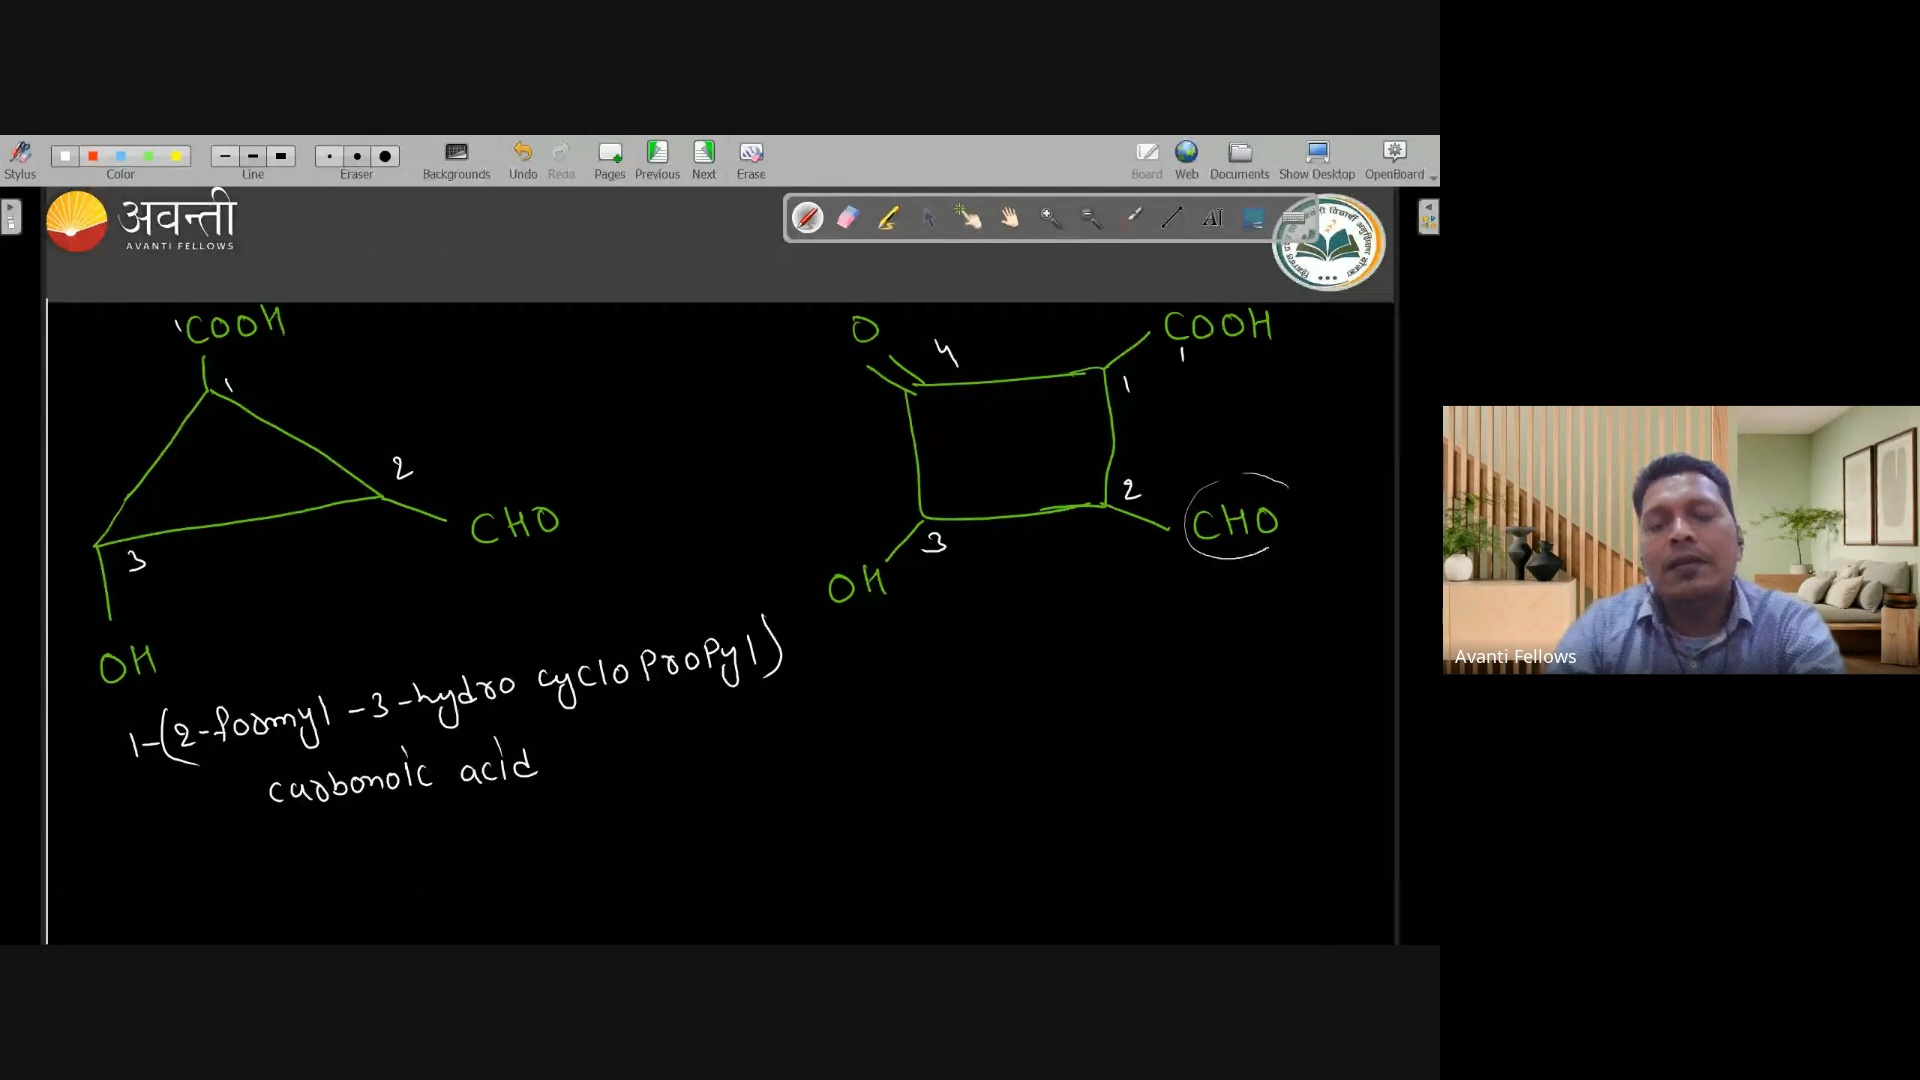 Stylus
Color
Line
Eraser
Backgrounds
Undo
Redo
Pages
Previous
Next
Erase
Board
Web
Documents
Show Desktop
OpenBoard
अवन्ती
AVANTI FELLOWS
COOH
1
1
2
CHO
3
OH
O
4
COOH
1
1
2
CHO
3
OH
1-(2-formyl-3-hydro cyclopropyl)
carbonoic acid
Avanti Fellows